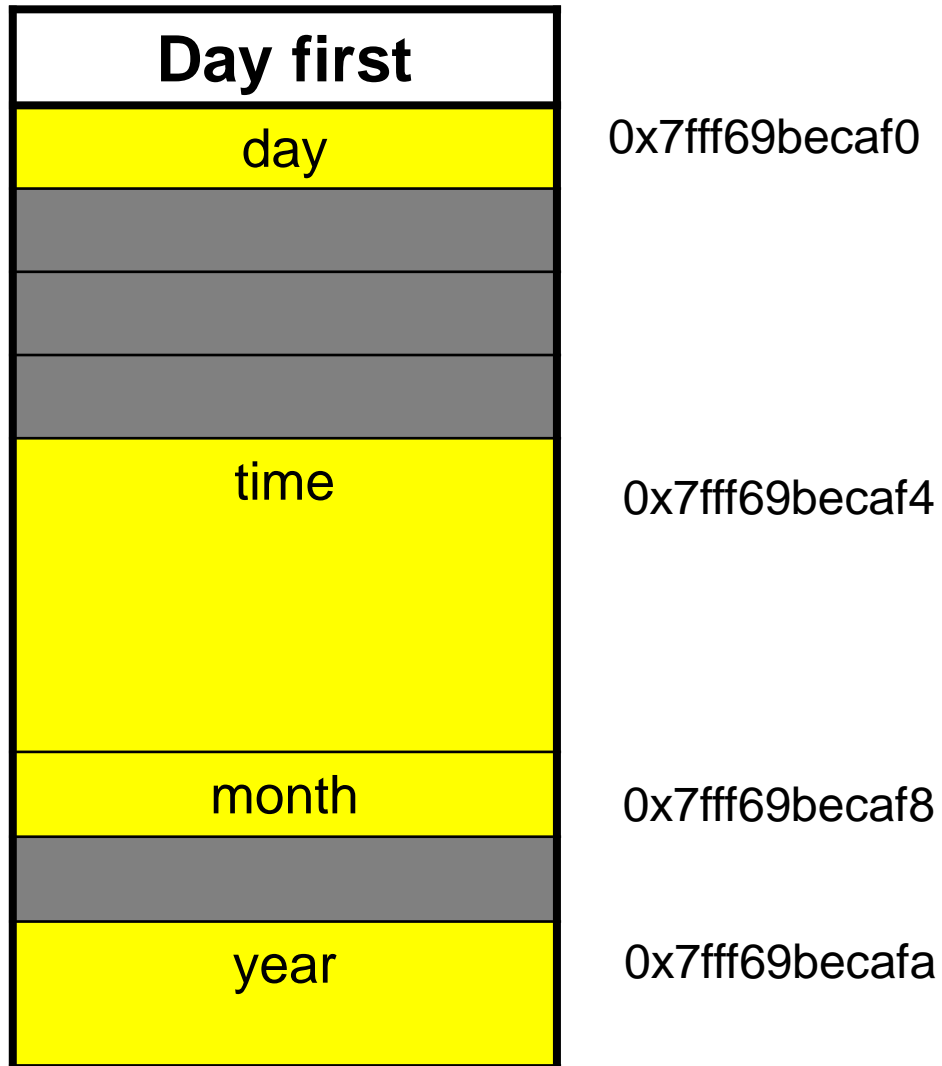 Day first
day 0x7fff69becaf0
time 0x7fff69becaf4
month 0x7fff69becaf8
year 0x7fff69becafa